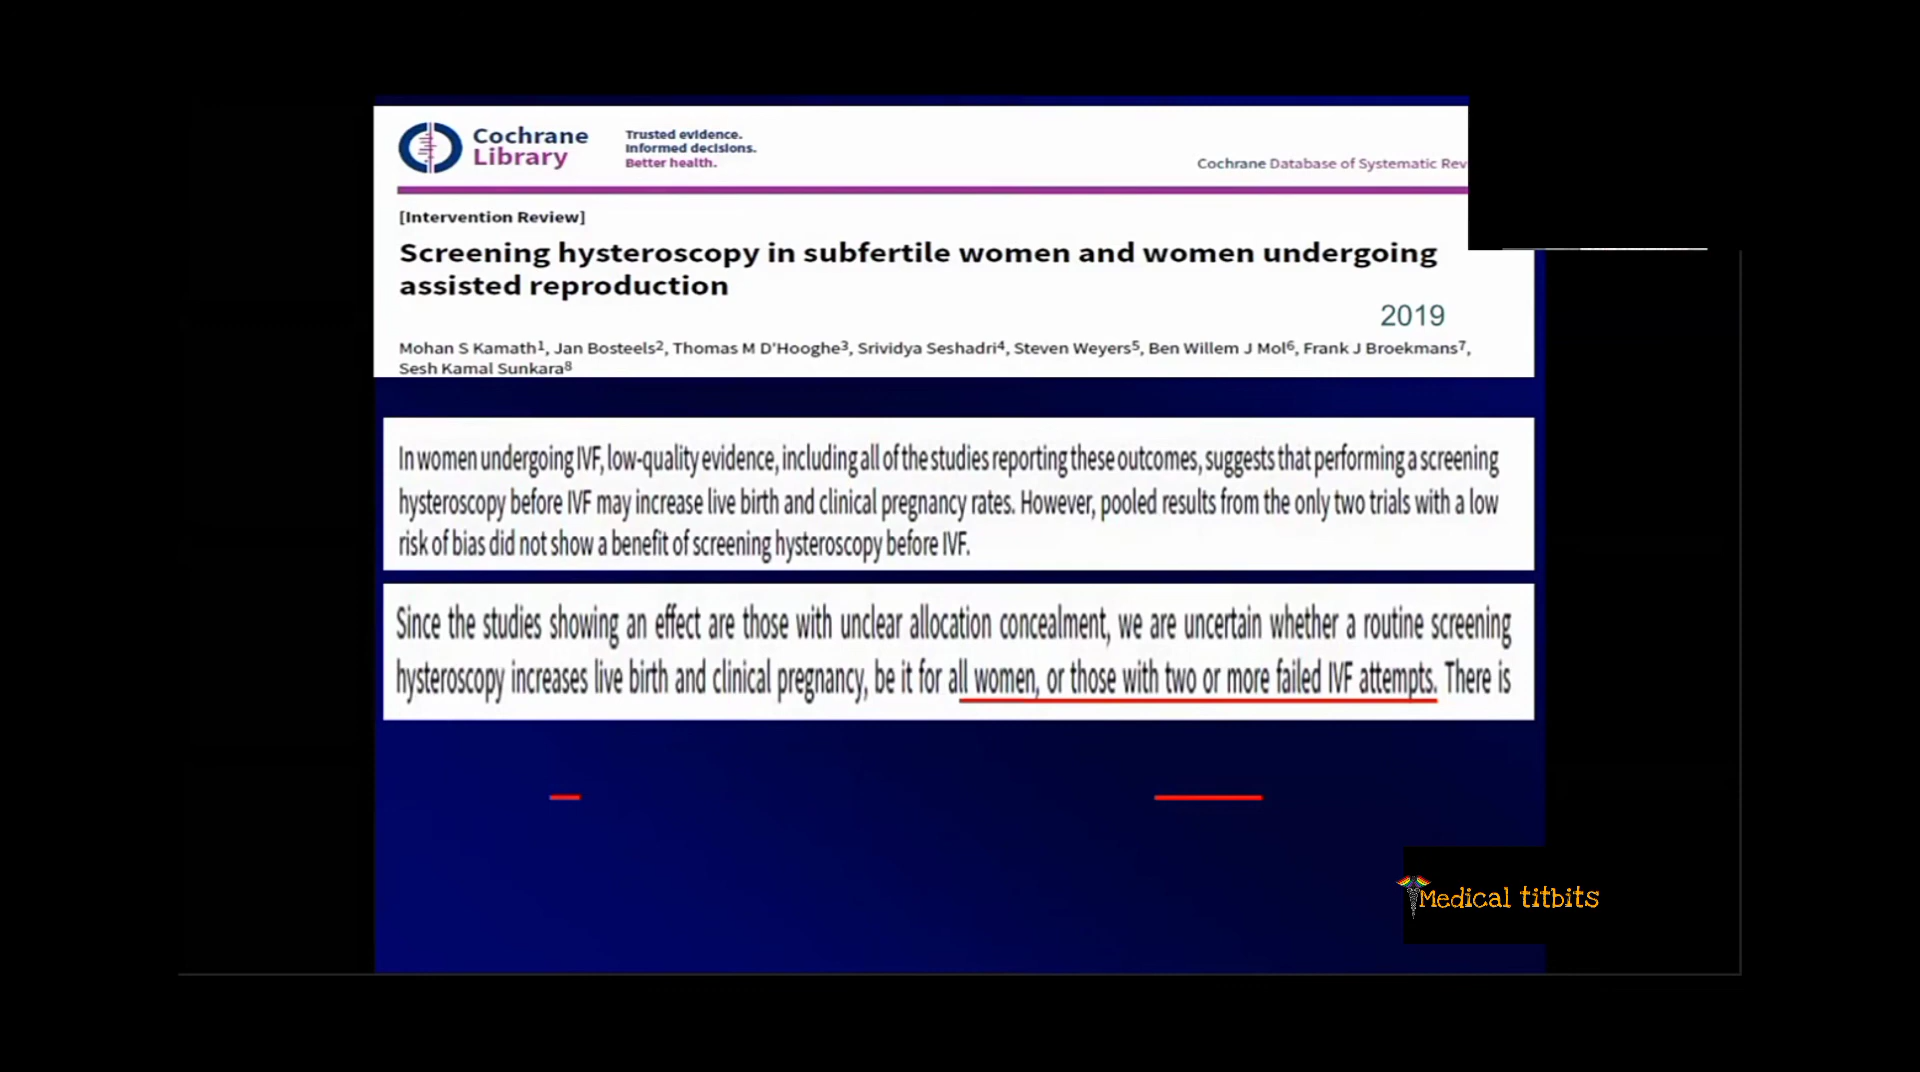 Cochrane
Library
Trusted evidence.
Informed decisions.
Better health.
Cochrane Database of Systematic Rev
[Intervention Review]
Screening hysteroscopy in subfertile women and women undergoing
assisted reproduction
2019
Mohan S Kamath1, Jan Bosteels2, Thomas M D'Hooghe3, Srividya Seshadri4, Steven Weyers5, Ben Willem J Mol6, Frank J Broekmans7,
Sesh Kamal Sunkara8
In women undergoing IVF, low-quality evidence, including all of the studies reporting these outcomes, suggests that performing a screening
hysteroscopy before IVF may increase live birth and clinical pregnancy rates. However, pooled results from the only two trials with a low
risk of bias did not show a benefit of screening hysteroscopy before IVF.
Since the studies showing an effect are those with unclear allocation concealment, we are uncertain whether a routine screening
hysteroscopy increases live birth and clinical pregnancy, be it for all women, or those with two or more failed IVF attempts. There is
Medical titbits